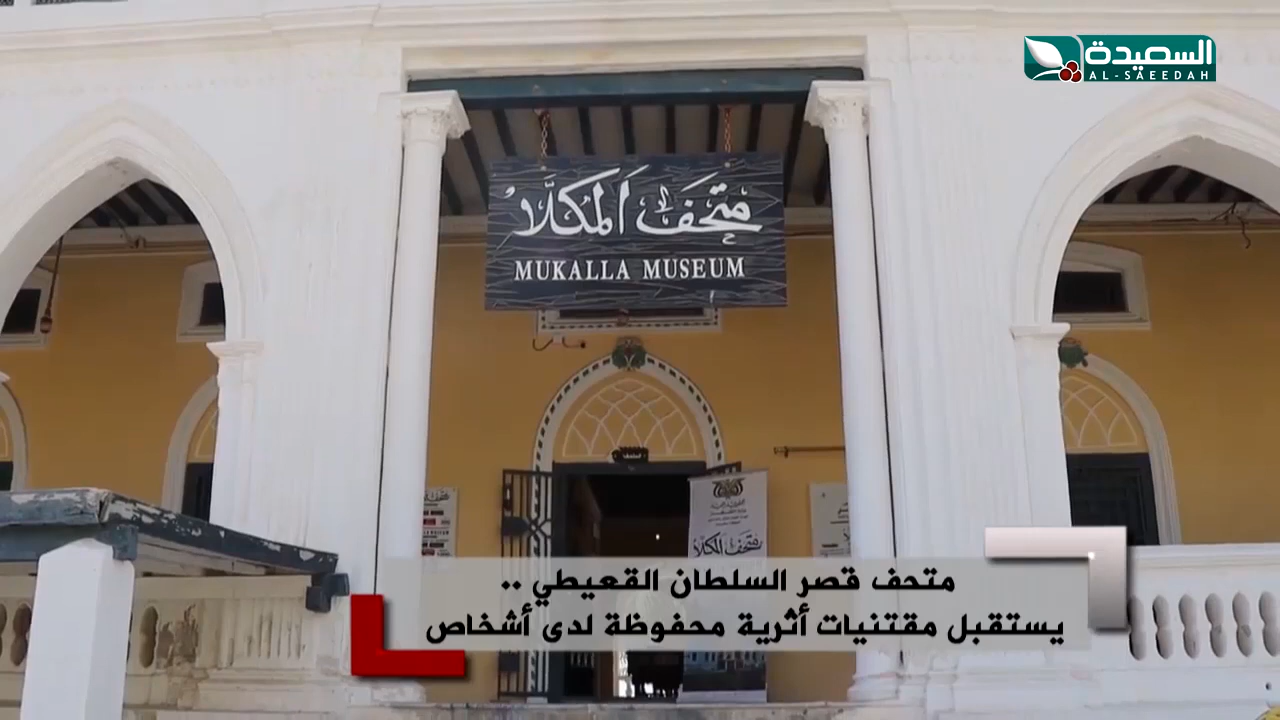 السعيدة
AL-SAEEDAH
متحف المكلا
MUKALLA MUSEUM
المتحف
متحف المكلا
متحف قصر السلطان القعيطي ..
يستقبل مقتنيات أثرية محفوظة لدى أشخاص